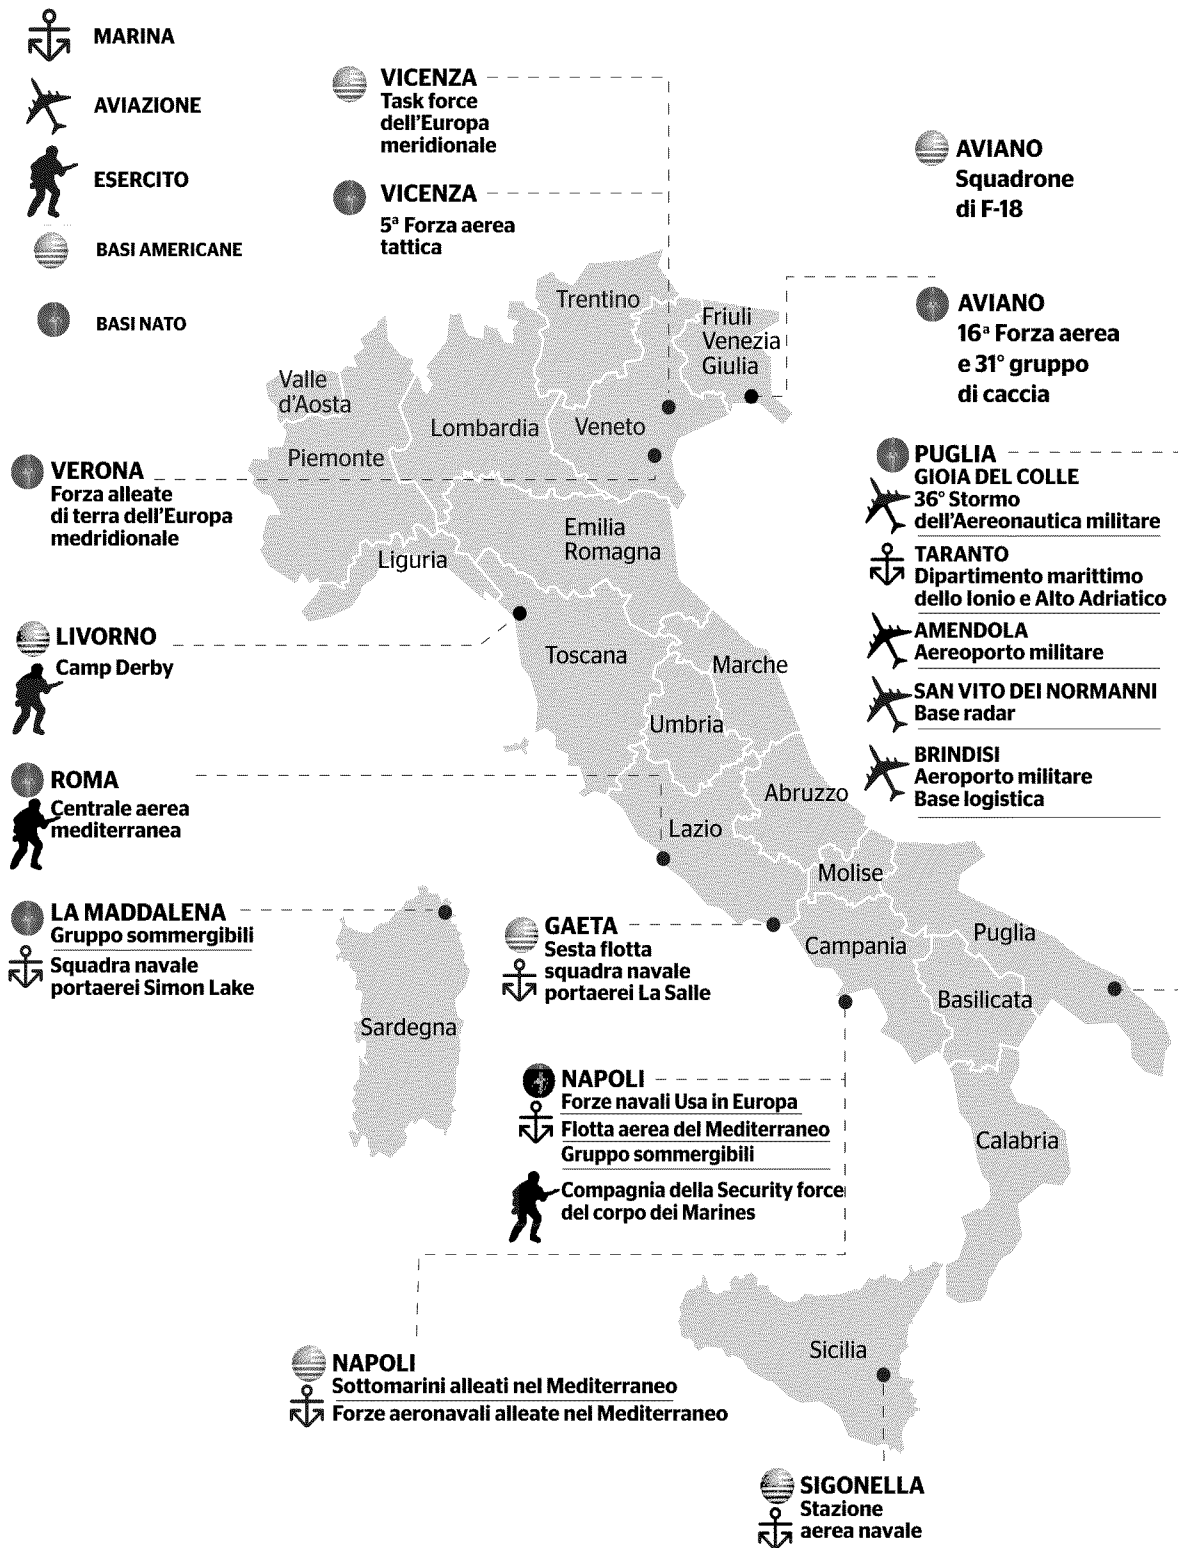 MARINA
AVIAZIONE
ESERCITO
BASI AMERICANE
BASI NATO
VICENZA
Task force
dell'Europa
meridionale
VICENZA
5ª Forza aerea
tattica
AVIANO
Squadrone
di F-18
AVIANO
16ª Forza aerea
e 31° gruppo
di caccia
Trentino
Friuli
Venezia
Giulia
Valle
d'Aosta
Lombardia
Veneto
Piemonte
Emilia
Romagna
Liguria
Toscana
Marche
Umbria
Abruzzo
Lazio
Molise
Campania
Puglia
Basilicata
Sardegna
Calabria
Sicilia
VERONA
Forza alleate
di terra dell'Europa
medridionale
LIVORNO
Camp Derby
ROMA
Centrale aerea
mediterranea
LA MADDALENA
Gruppo sommergibili
Squadra navale
portaerei Simon Lake
PUGLIA
GIOIA DEL COLLE
36° Stormo
dell'Aereonautica militare
TARANTO
Dipartimento marittimo
dello Ionio e Alto Adriatico
AMENDOLA
Aereoporto militare
SAN VITO DEI NORMANNI
Base radar
BRINDISI
Aeroporto militare
Base logistica
GAETA
Sesta flotta
squadra navale
portaerei La Salle
NAPOLI
Forze navali Usa in Europa
Flotta aerea del Mediterraneo
Gruppo sommergibili
Compagnia della Security force
del corpo dei Marines
NAPOLI
Sottomarini alleati nel Mediterraneo
Forze aeronavali alleate nel Mediterraneo
SIGONELLA
Stazione
aerea navale